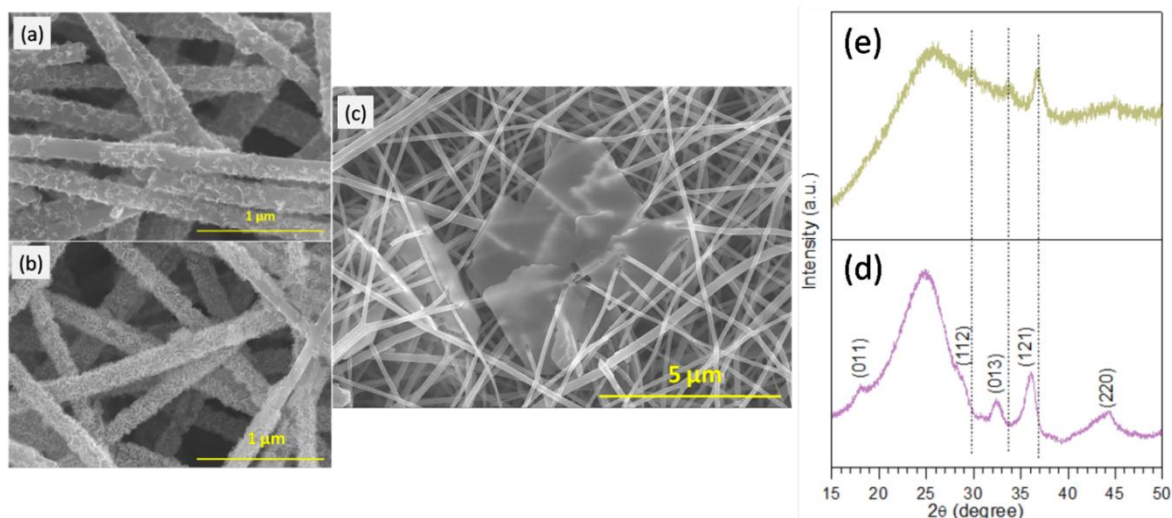 (a)
1 µm
(b)
1 µm
(c)
5 µm
(e)
(d)
(011)
(112)
(013)
(121)
(220)
Intensity (a.u.)
15 20 25 30 35 40 45 50
2θ (degree)